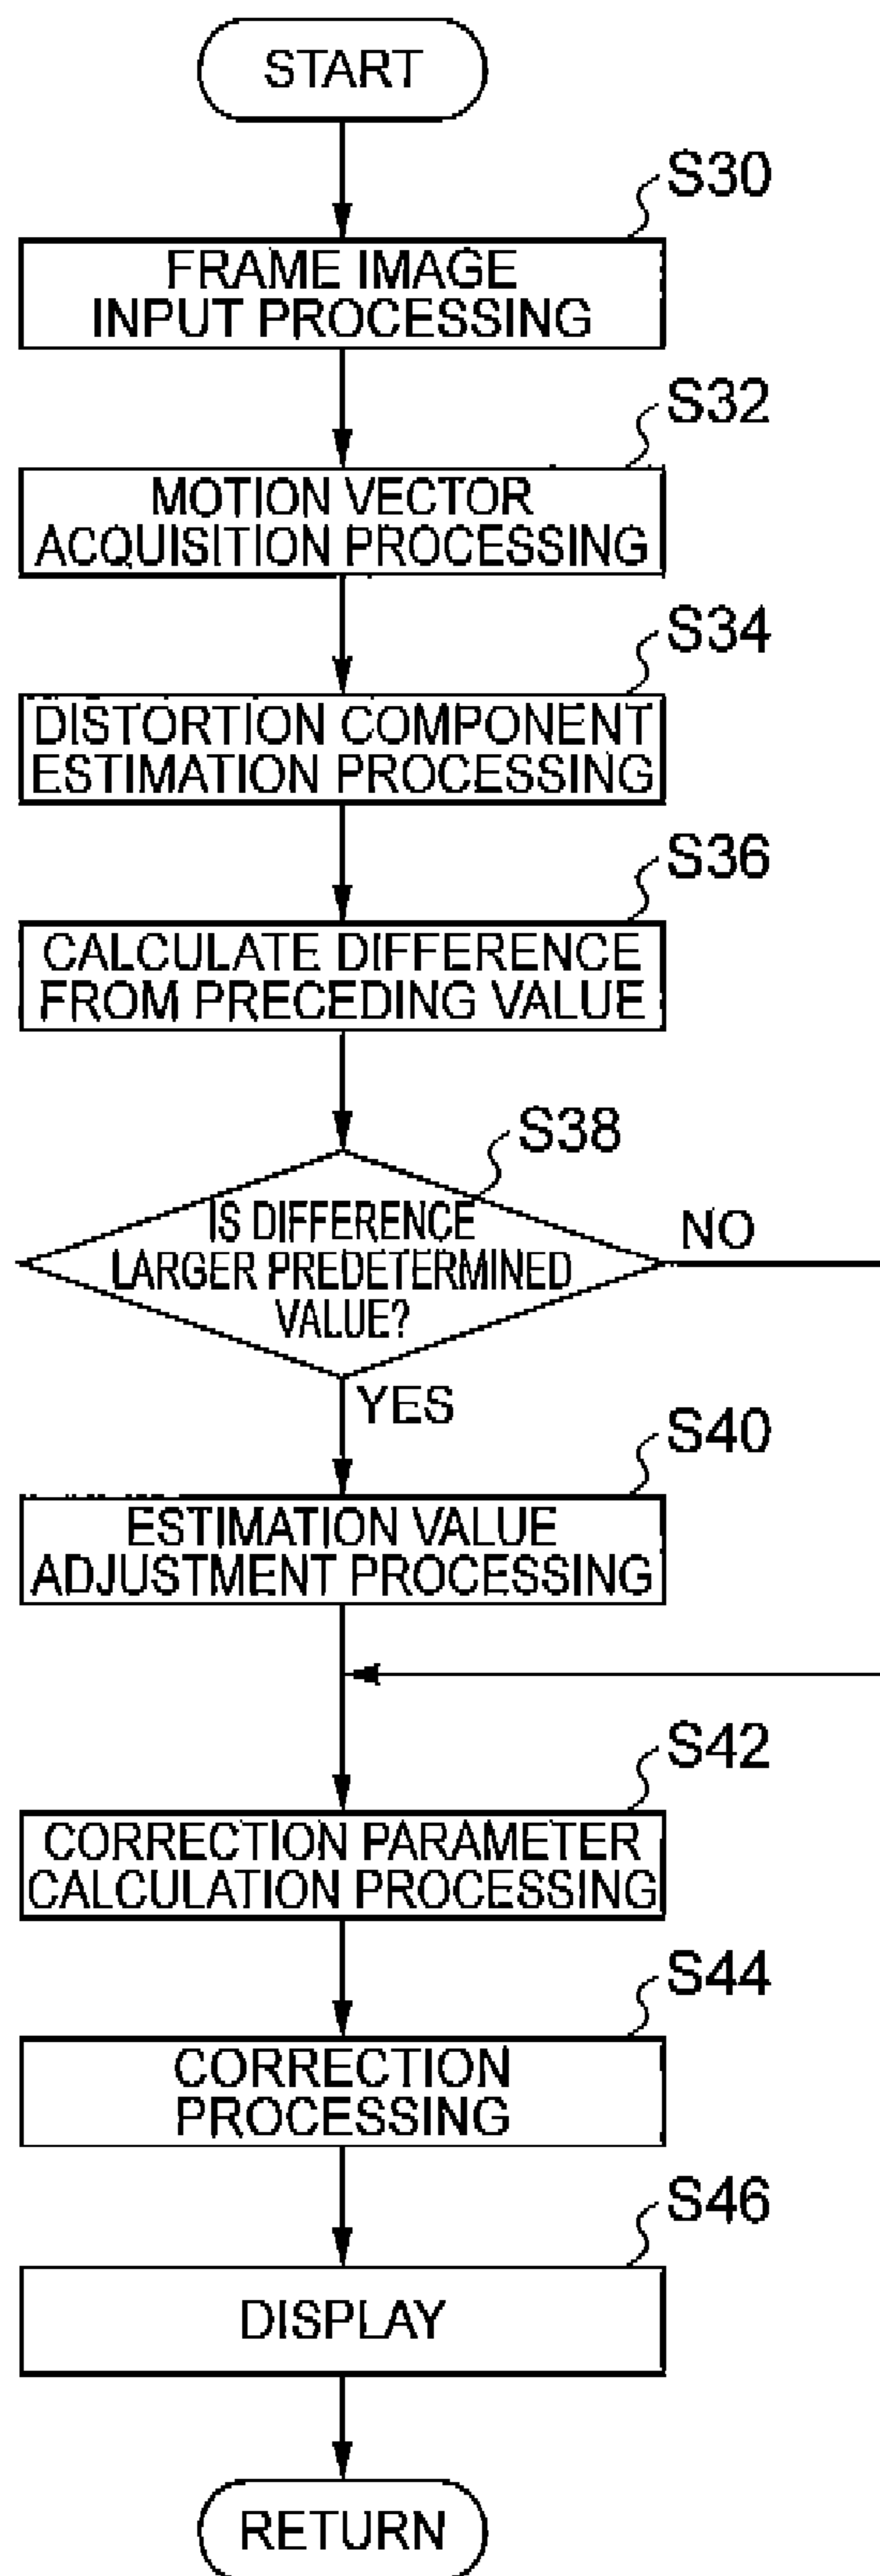 START
S30
FRAME IMAGE
INPUT PROCESSING
S32
MOTION VECTOR
ACQUISITION PROCESSING
S34
DISTORTION COMPONENT
ESTIMATION PROCESSING
S36
CALCULATE DIFFERENCE
FROM PRECEDING VALUE
S38
IS DIFFERENCE
LARGER PREDETERMINED
VALUE?
NO
YES
S40
ESTIMATION VALUE
ADJUSTMENT PROCESSING
S42
CORRECTION PARAMETER
CALCULATION PROCESSING
S44
CORRECTION
PROCESSING
S46
DISPLAY
RETURN